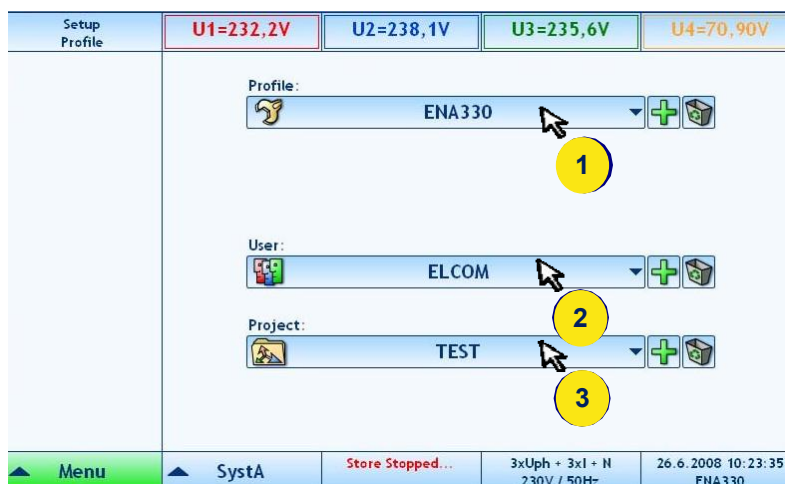 Setup
Profile
U1=232,2V
U2=238,1V
U3=235,6V
U4=70,90V
Profile:
ENA330
1
User:
ELCOM
2
Project:
TEST
3
Menu
SystA
Store Stopped...
3xUph + 3xI + N
230V / 50Hz
26.6.2008 10:23:35
ENA330